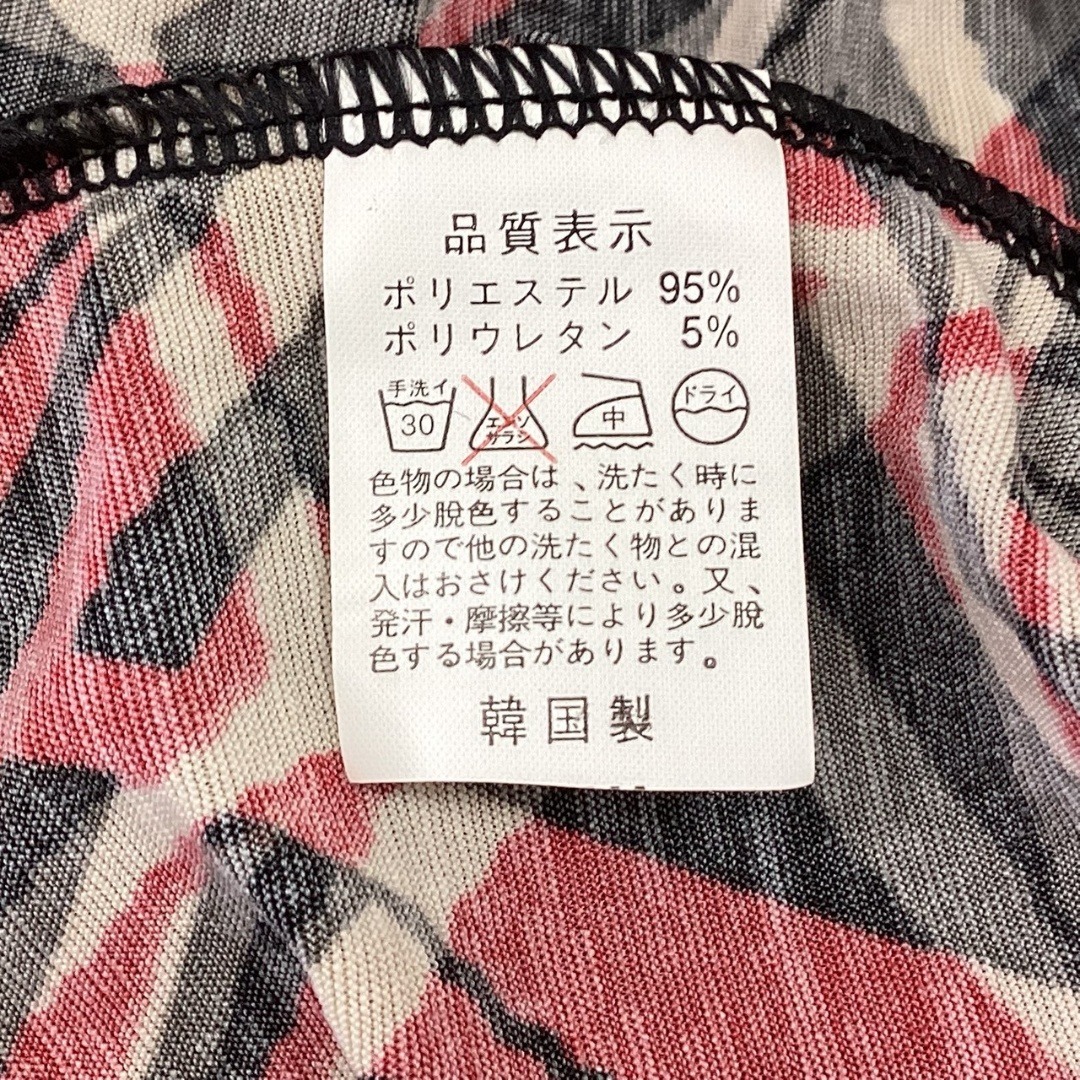 品質表示
ポリエステル 95%
ポリウレタン 5%
手洗イ 30 エンソサラシ 中 ドライ
色物の場合は、洗たく時に
多少脱色することがありま
すので他の洗たく物との混
入はおさけください。又、
発汗・摩擦等により多少脱
色する場合があります。
韓国製